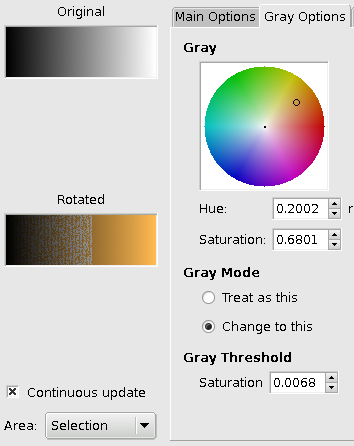 Original
Main Options
Gray Options
Gray
Hue: 0.2002 r
Rotated
Saturation: 0.6801
Gray Mode
Treat as this
Change to this
Gray Threshold
Continuous update
Saturation 0.0068
Area: Selection